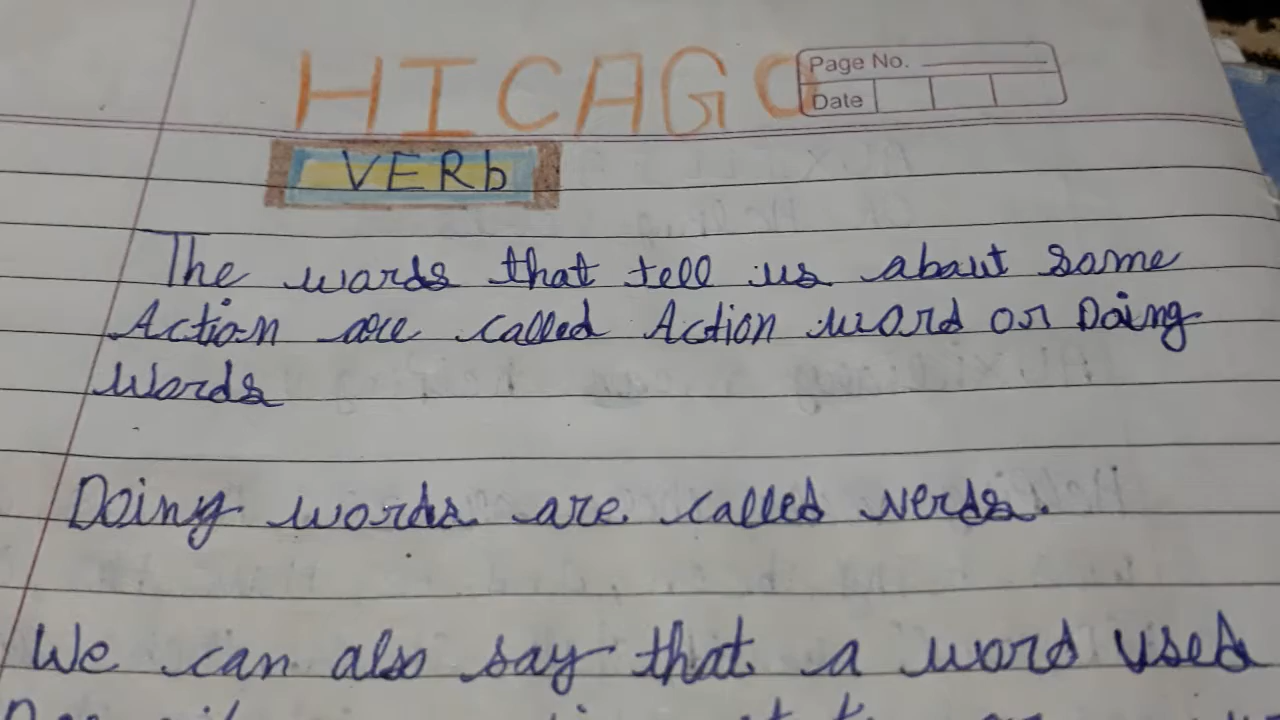 HICAGO
Page No.
Date
VERb
The words that tell us about some
Action are called Action word or Doing
Words
Doing words are called verds.
We can also say that a word used